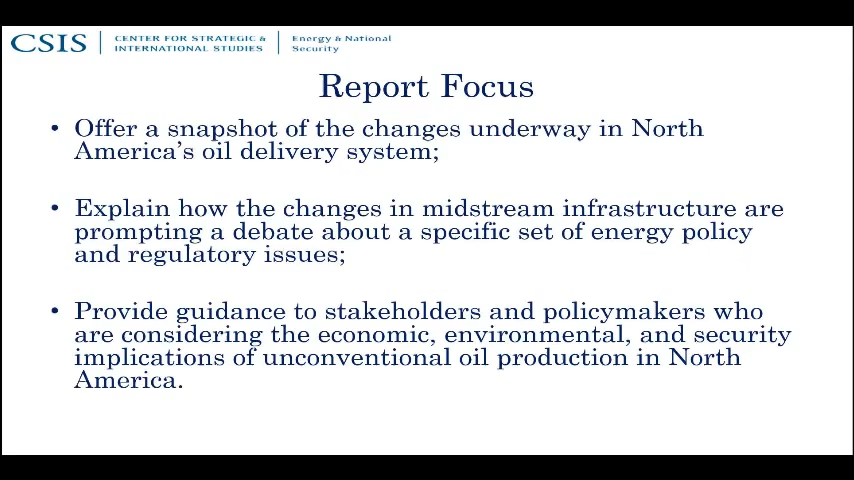 CSIS
CENTER FOR STRATEGIC &
INTERNATIONAL STUDIES
Energy & National
Security
Report Focus
• Offer a snapshot of the changes underway in North
America's oil delivery system;
• Explain how the changes in midstream infrastructure are
prompting a debate about a specific set of energy policy
and regulatory issues;
• Provide guidance to stakeholders and policymakers who
are considering the economic, environmental, and security
implications of unconventional oil production in North
America.